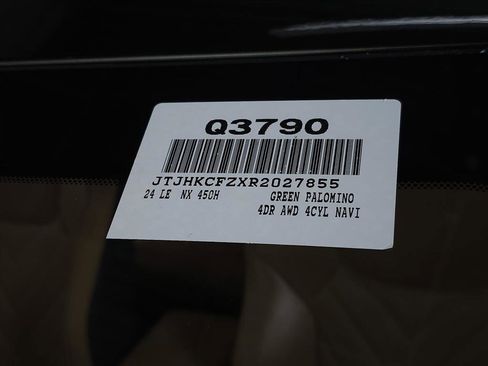 Q3790
JTJHKCFZXR2027855
24 LE NX 450H GREEN PALOMINO
4DR AWD 4CYL NAVI